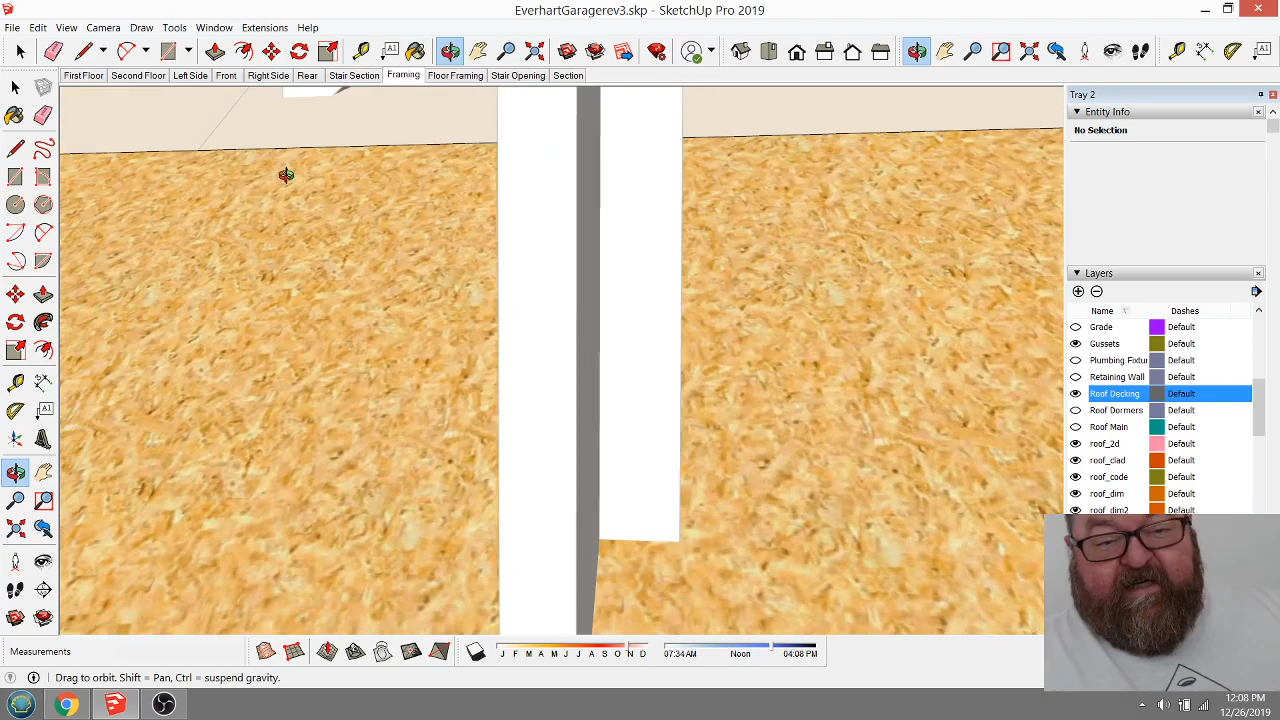 EverhartGaragerev3.skp - SketchUp Pro 2019
File Edit View Camera Draw Tools Window Extensions Help
First Floor Second Floor Left Side Front Right Side Rear Stair Section Framing Floor Framing Stair Opening Section
Tray 2
Entity Info
No Selection
Layers
Name Dashes
Grade Default
Gussets Default
Plumbing Fixtur Default
Retaining Wall Default
Roof Decking Default
Roof Dormers Default
Roof Main Default
roof_2d Default
roof_clad Default
roof_code Default
roof_dim Default
roof_dim2 Default
Measurements
J F M A M J J A S O N D
07:34 AM Noon 04:08 PM
Drag to orbit. Shift = Pan, Ctrl = suspend gravity.
12:08 PM
12/26/2019